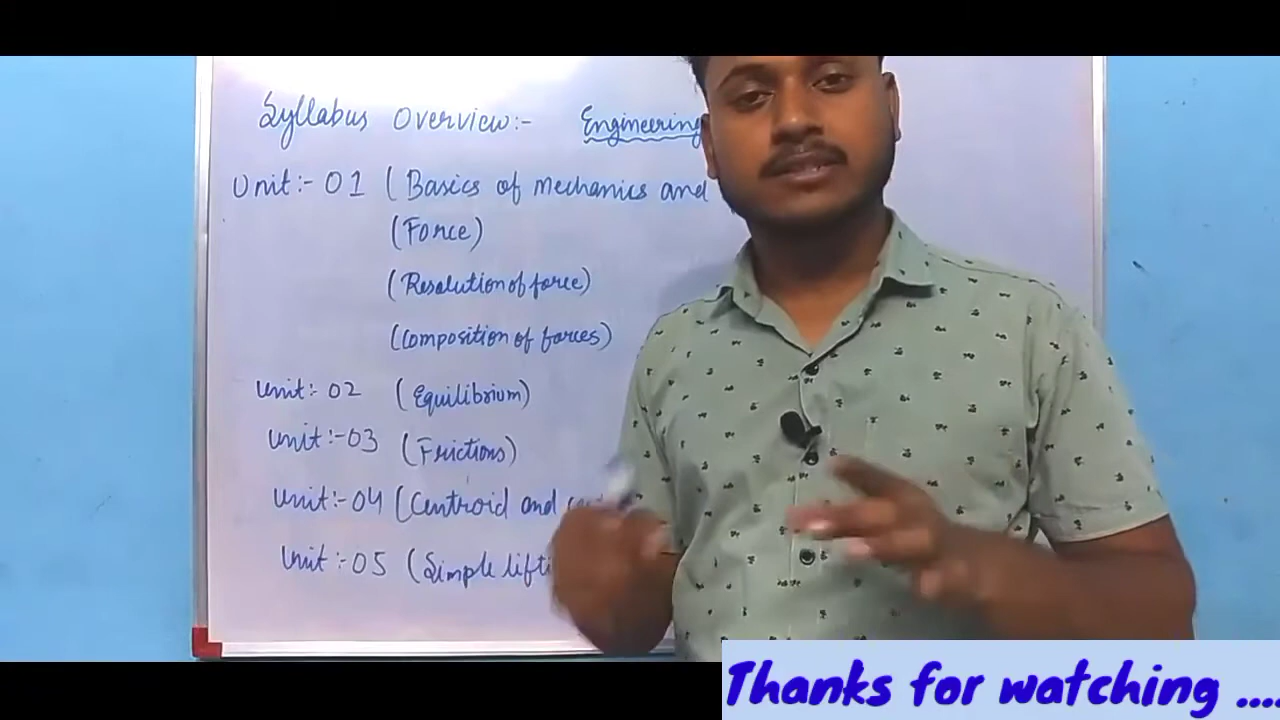 Syllabus Overview:- Engineering
Unit:- 01 (Basics of Mechanics and
(Force)
(Resolution of force)
(Composition of forces)
Unit:- 02 (Equilibrium)
Unit:-03 (Frictions)
Unit:-04 (Centroid and
Unit:-05 (Simple lifti
Thanks for watching ....